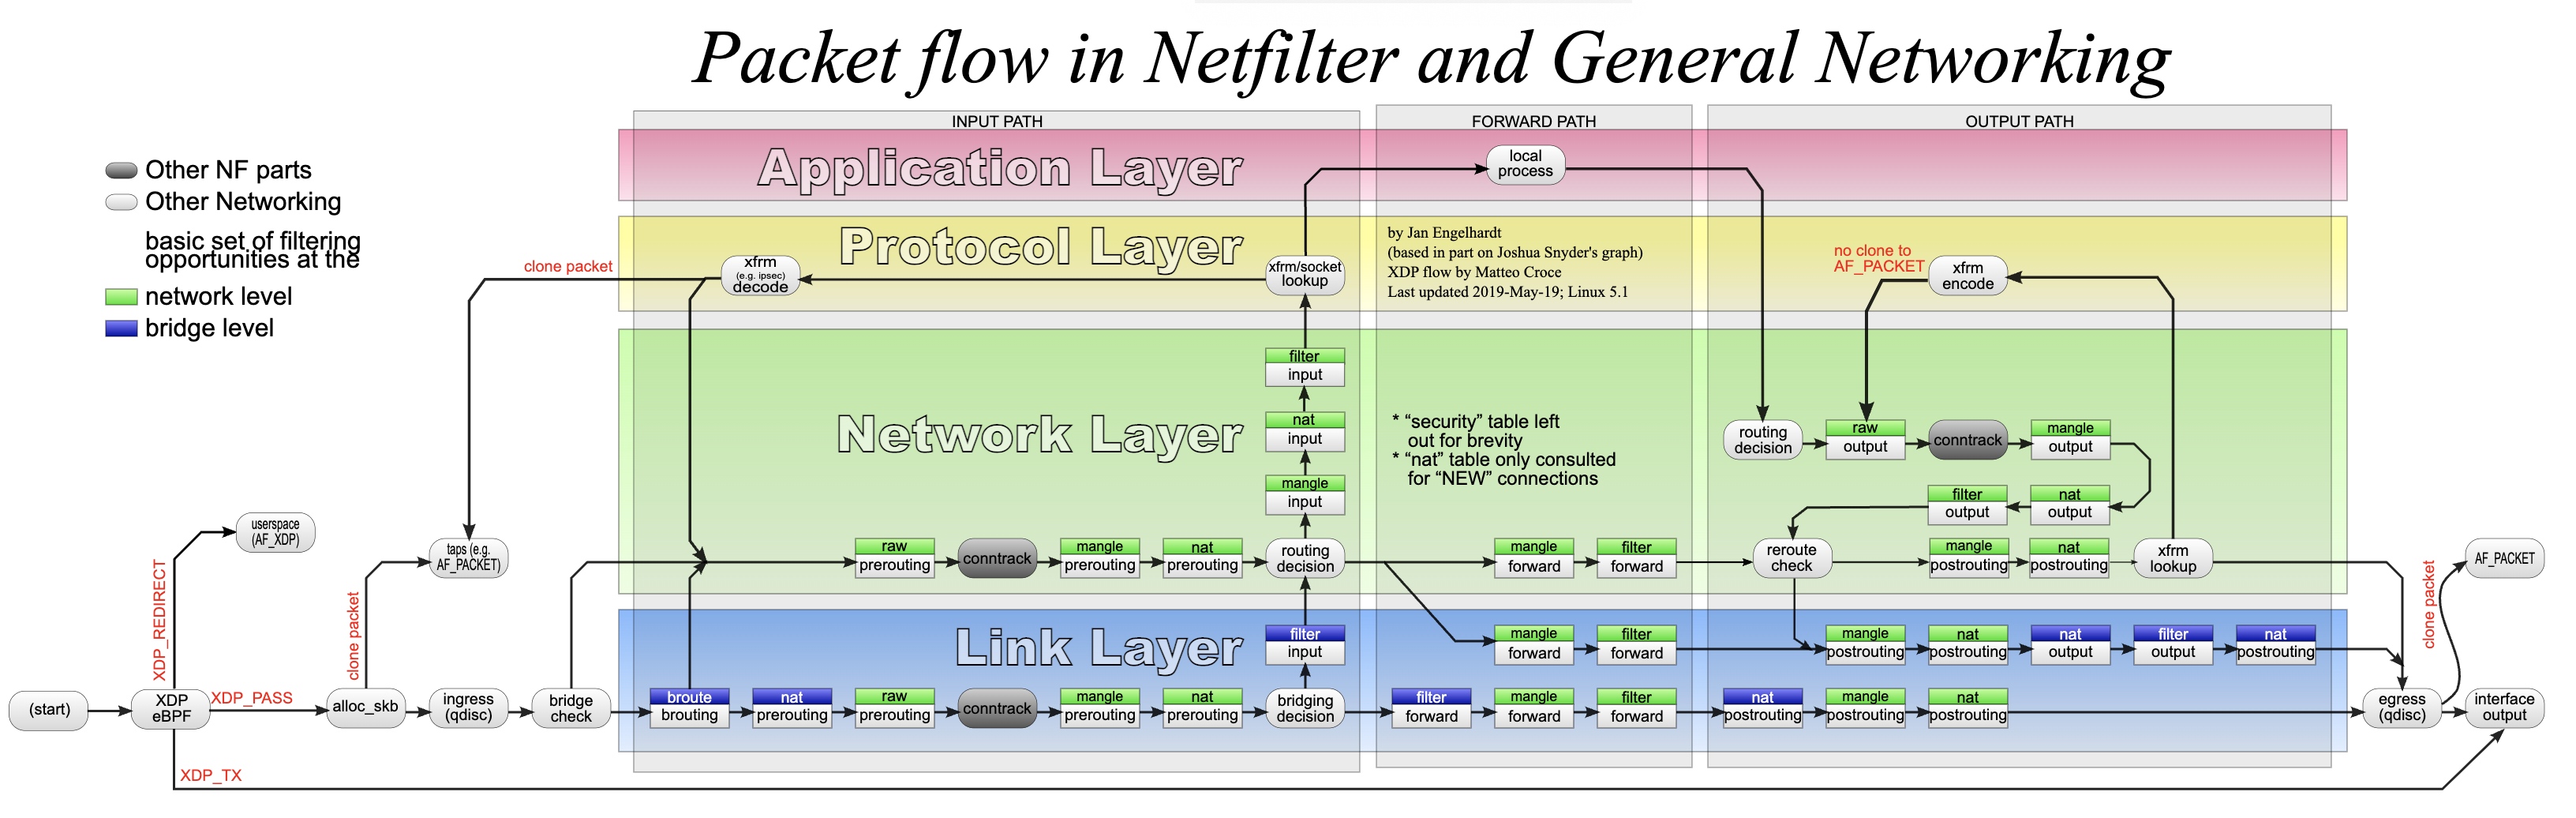 Packet flow in Netfilter and General Networking
INPUT PATH
FORWARD PATH
OUTPUT PATH
Other NF parts
Other Networking
basic set of filtering
opportunities at the
network level
bridge level
Application Layer
local
process
Protocol Layer
clone packet
xfrm
(e.g. ipsec)
decode
xfrm/socket
lookup
by Jan Engelhardt
(based in part on Joshua Snyder's graph)
XDP flow by Matteo Croce
Last updated 2019-May-19; Linux 5.1
no clone to
AF_PACKET
xfrm
encode
Network Layer
filter
input
nat
input
mangle
input
* “security” table left
out for brevity
* “nat” table only consulted
for “NEW” connections
routing
decision
raw
output
conntrack
mangle
output
filter
output
nat
output
userspace
(AF_XDP)
taps (e.g.
AF_PACKET)
raw
prerouting
conntrack
mangle
prerouting
nat
prerouting
routing
decision
mangle
forward
filter
forward
reroute
check
mangle
postrouting
nat
postrouting
xfrm
lookup
AF_PACKET
XDP_REDIRECT
clone packet
clone packet
Link Layer
filter
input
mangle
forward
filter
forward
mangle
postrouting
nat
postrouting
nat
output
filter
output
nat
postrouting
(start)
XDP
eBPF
XDP_PASS
alloc_skb
ingress
(qdisc)
bridge
check
broute
brouting
nat
prerouting
raw
prerouting
conntrack
mangle
prerouting
nat
prerouting
bridging
decision
filter
forward
mangle
forward
filter
forward
nat
postrouting
mangle
postrouting
nat
postrouting
egress
(qdisc)
interface
output
XDP_TX